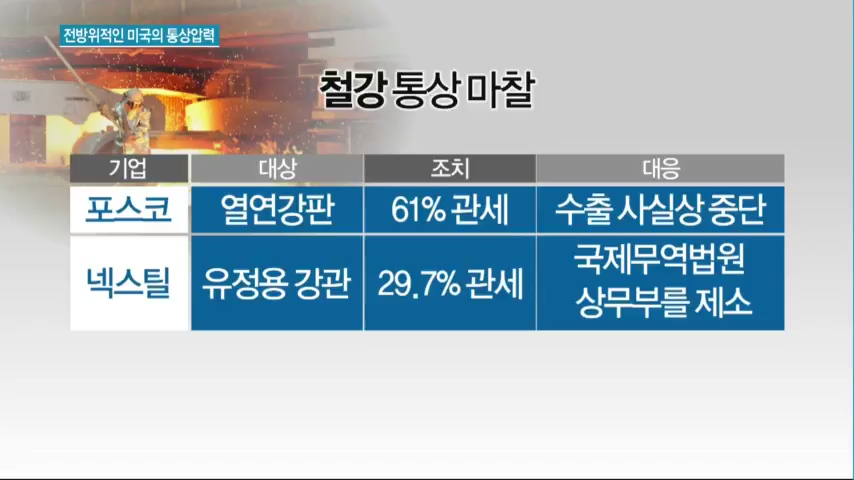 전방위적인 미국의 통상압력
철강 통상 마찰
기업 대상 조치 대응
포스코 열연강판 61% 관세 수출 사실상 중단
넥스틸 유정용 강관 29.7% 관세 국제무역법원
상무부를 제소